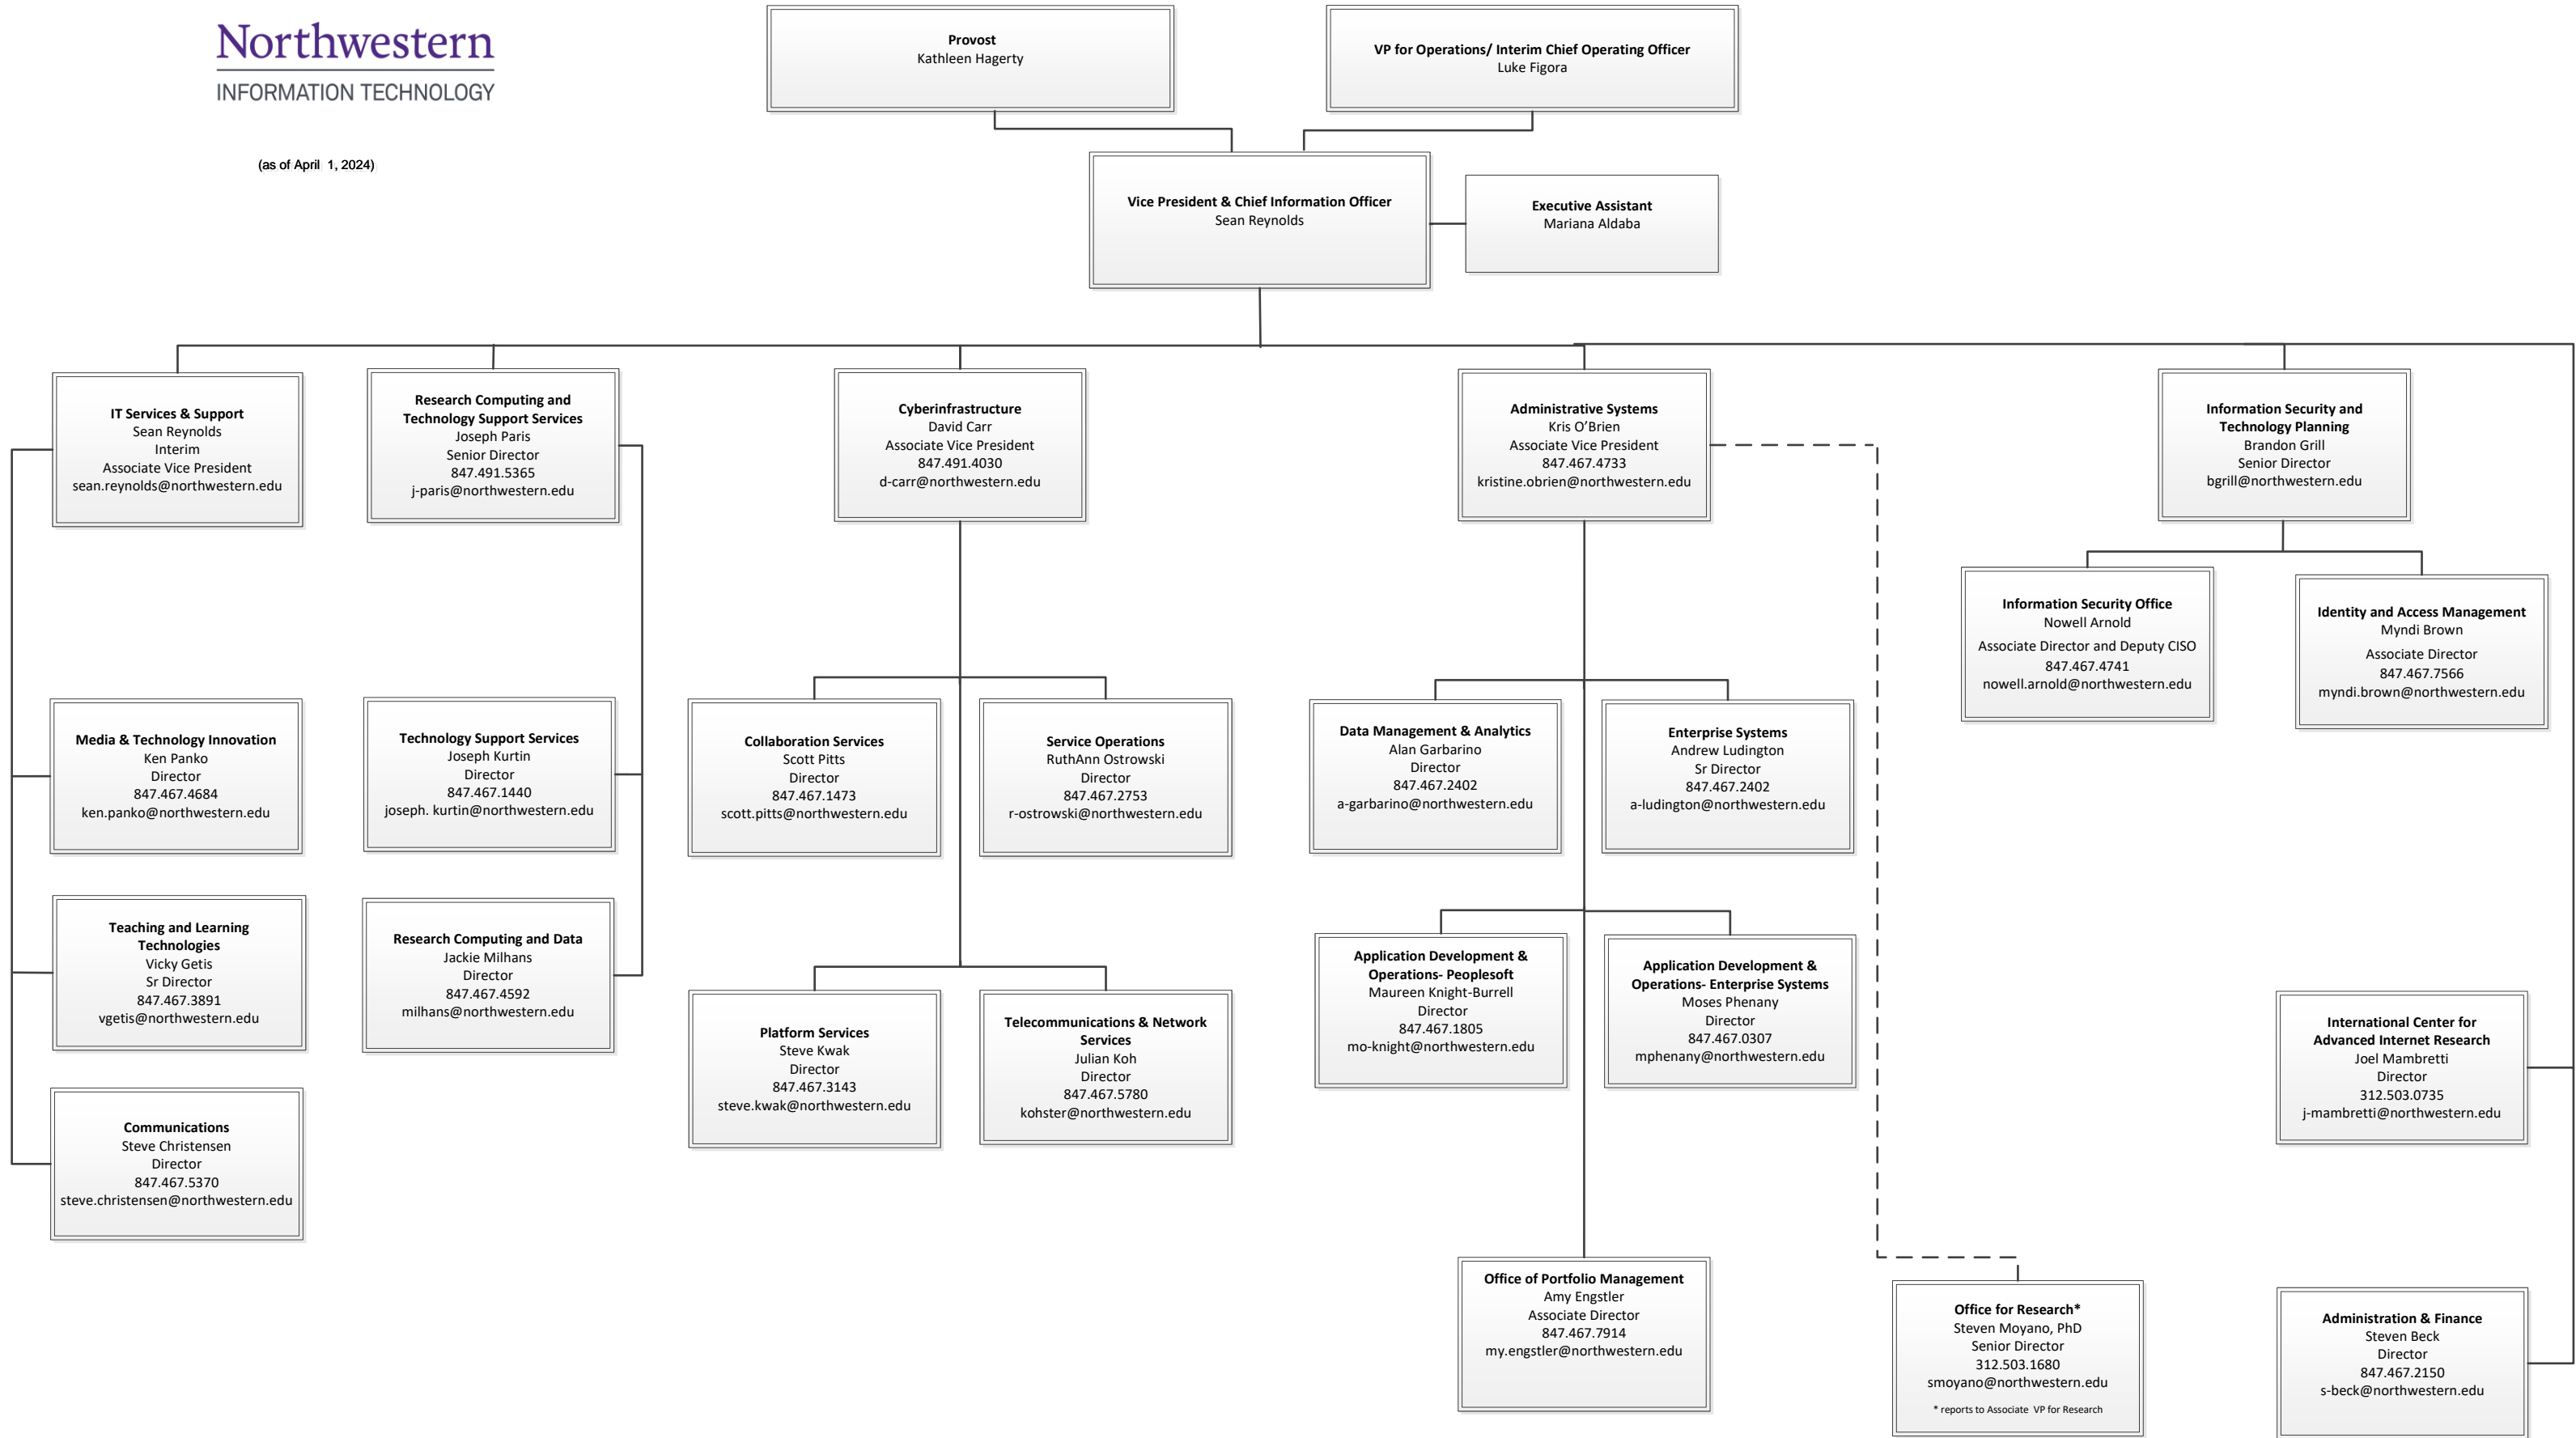 Northwestern
INFORMATION TECHNOLOGY
(as of April 1, 2024)
Provost
Kathleen Hagerty
VP for Operations/ Interim Chief Operating Officer
Luke Figora
Vice President & Chief Information Officer
Sean Reynolds
Executive Assistant
Mariana Aldaba
IT Services & Support
Sean Reynolds
Interim
Associate Vice President
sean.reynolds@northwestern.edu
Research Computing and
Technology Support Services
Joseph Paris
Senior Director
847.491.5365
j-paris@northwestern.edu
Cyberinfrastructure
David Carr
Associate Vice President
847.491.4030
d-carr@northwestern.edu
Administrative Systems
Kris O’Brien
Associate Vice President
847.467.4733
kristine.obrien@northwestern.edu
Information Security and
Technology Planning
Brandon Grill
Senior Director
bgrill@northwestern.edu
Information Security Office
Nowell Arnold
Associate Director and Deputy CISO
847.467.4741
nowell.arnold@northwestern.edu
Identity and Access Management
Myndi Brown
Associate Director
847.467.7566
myndi.brown@northwestern.edu
Media & Technology Innovation
Ken Panko
Director
847.467.4684
ken.panko@northwestern.edu
Technology Support Services
Joseph Kurtin
Director
847.467.1440
joseph. kurtin@northwestern.edu
Collaboration Services
Scott Pitts
Director
847.467.1473
scott.pitts@northwestern.edu
Service Operations
RuthAnn Ostrowski
Director
847.467.2753
r-ostrowski@northwestern.edu
Data Management & Analytics
Alan Garbarino
Director
847.467.2402
a-garbarino@northwestern.edu
Enterprise Systems
Andrew Ludington
Sr Director
847.467.2402
a-ludington@northwestern.edu
Teaching and Learning
Technologies
Vicky Getis
Sr Director
847.467.3891
vgetis@northwestern.edu
Research Computing and Data
Jackie Milhans
Director
847.467.4592
milhans@northwestern.edu
Platform Services
Steve Kwak
Director
847.467.3143
steve.kwak@northwestern.edu
Telecommunications & Network
Services
Julian Koh
Director
847.467.5780
kohster@northwestern.edu
Application Development &
Operations- Peoplesoft
Maureen Knight-Burrell
Director
847.467.1805
mo-knight@northwestern.edu
Application Development &
Operations- Enterprise Systems
Moses Phenany
Director
847.467.0307
mphenany@northwestern.edu
International Center for
Advanced Internet Research
Joel Mambretti
Director
312.503.0735
j-mambretti@northwestern.edu
Communications
Steve Christensen
Director
847.467.5370
steve.christensen@northwestern.edu
Office of Portfolio Management
Amy Engstler
Associate Director
847.467.7914
my.engstler@northwestern.edu
Office for Research*
Steven Moyano, PhD
Senior Director
312.503.1680
smoyano@northwestern.edu
* reports to Associate VP for Research
Administration & Finance
Steven Beck
Director
847.467.2150
s-beck@northwestern.edu